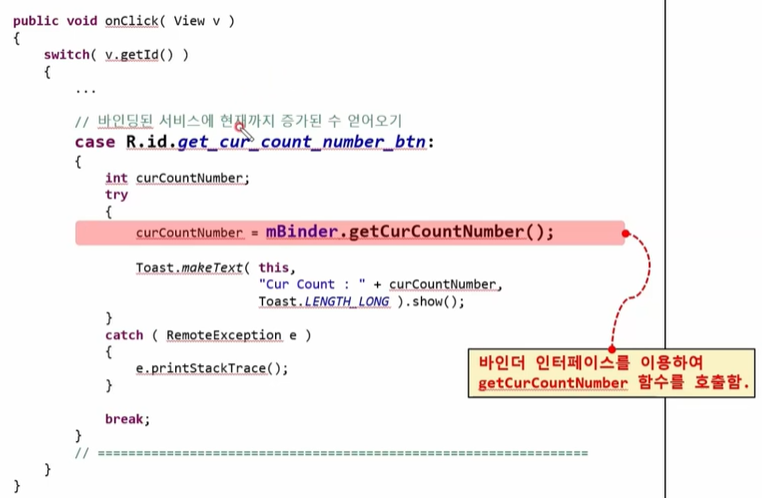 public void onClick( View v )
{
switch( v.getId() )
{
...
// 바인딩된 서비스에 현재까지 증가된 수 얻어오기
case R.id.get_cur_count_number_btn:
{
int curCountNumber;
try
{
curCountNumber = mBinder.getCurCountNumber();
Toast.makeText( this,
"Cur Count : " + curCountNumber,
Toast.LENGTH_LONG ).show();
}
catch ( RemoteException e )
{
e.printStackTrace();
}
바인더 인터페이스를 이용하여
getCurCountNumber 함수를 호출함.
break;
}
// ================================================================
}
}